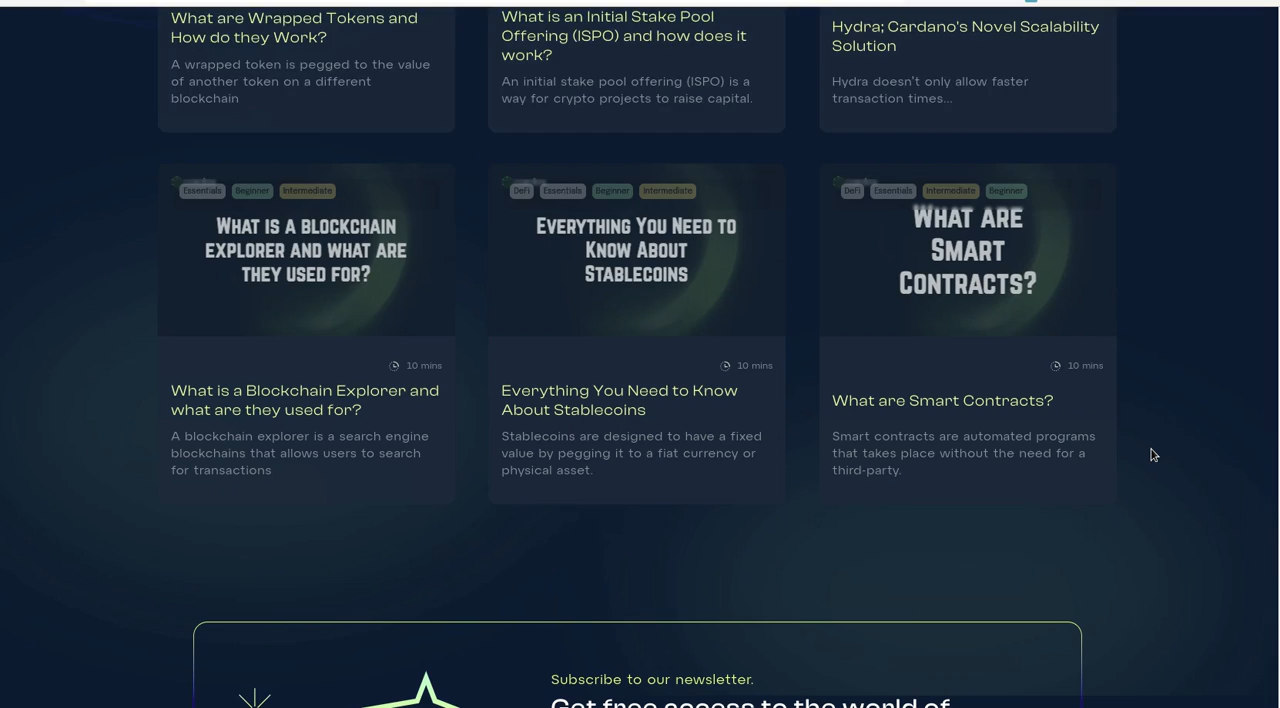 What are Wrapped Tokens and
How do they Work?
A wrapped token is pegged to the value
of another token on a different
blockchain
What is an Initial Stake Pool
Offering (ISPO) and how does it
work?
An initial stake pool offering (ISPO) is a
way for crypto projects to raise capital.
Hydra; Cardano's Novel Scalability
Solution
Hydra doesn't only allow faster
transaction times...
Essentials Beginner Intermediate
What is a blockchain
explorer and what are
they used for?
10 mins
What is a Blockchain Explorer and
what are they used for?
A blockchain explorer is a search engine
blockchains that allows users to search
for transactions
DeFi Essentials Beginner Intermediate
Everything You Need to
Know About
Stablecoins
10 mins
Everything You Need to Know
About Stablecoins
Stablecoins are designed to have a fixed
value by pegging it to a fiat currency or
physical asset.
DeFi Essentials Intermediate Beginner
What are
Smart
Contracts?
10 mins
What are Smart Contracts?
Smart contracts are automated programs
that takes place without the need for a
third-party.
Subscribe to our newsletter.
Get free access to the world of